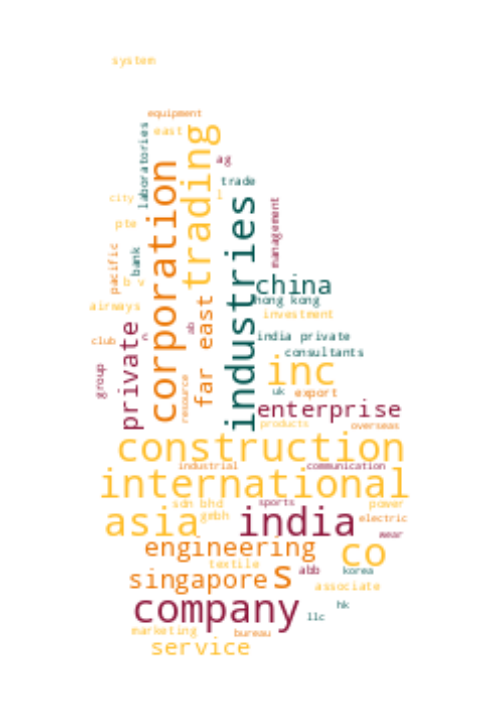 system
equipment
east
laboratories
trading
corporation
ag
trade
l
city
industries
management
pte
pacific
bank
b v
china
hong kong
airways
investment
far east
private
ab
c
club
india private
consultants
inc
group
resource
uk
export
enterprise
products
overseas
construction
industrial
communication
international
sdn bhd
sports
power
asia
gmbh
india
electric
wear
engineering
co
textile
singapore
s
abb
korea
associate
company
hk
llc
marketing
bureau
service